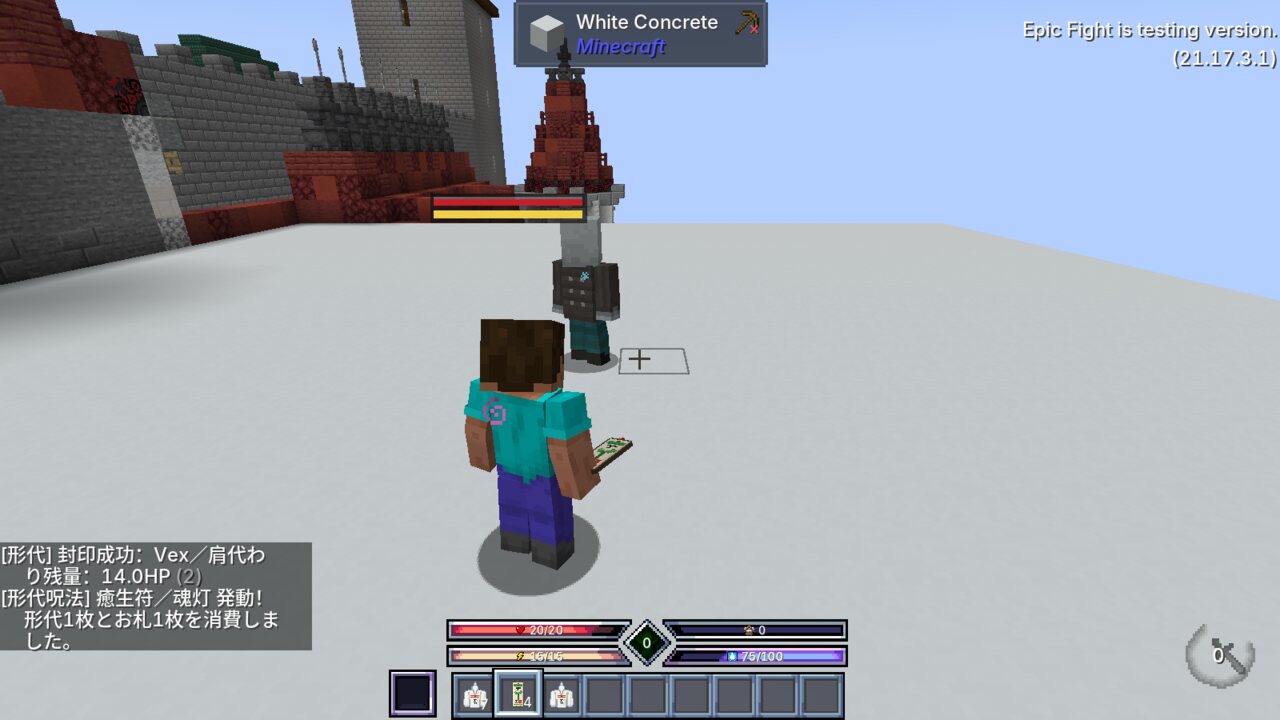 White Concrete
Minecraft
Epic Fight is testing version.
(21.17.3.1)
[形代] 封印成功: Vex／肩代わ
り残量: 14.0HP (2)
[形代呪法] 癒生符／魂灯 発動!
形代1枚とお札1枚を消費しま
した。
20/20
0
0
15/15
75/100
7
4
0